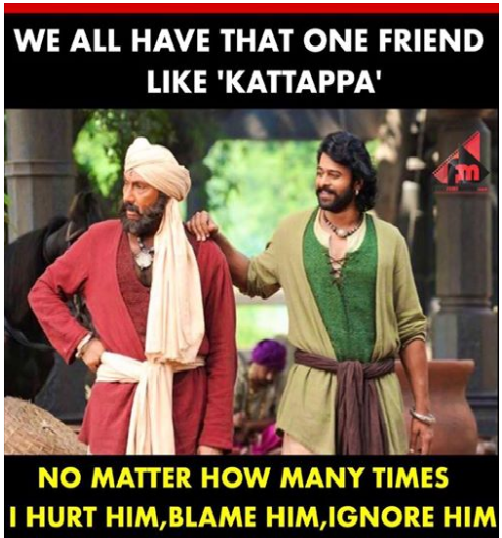 WE ALL HAVE THAT ONE FRIEND
LIKE 'KATTAPPA'
NO MATTER HOW MANY TIMES
I HURT HIM,BLAME HIM,IGNORE HIM